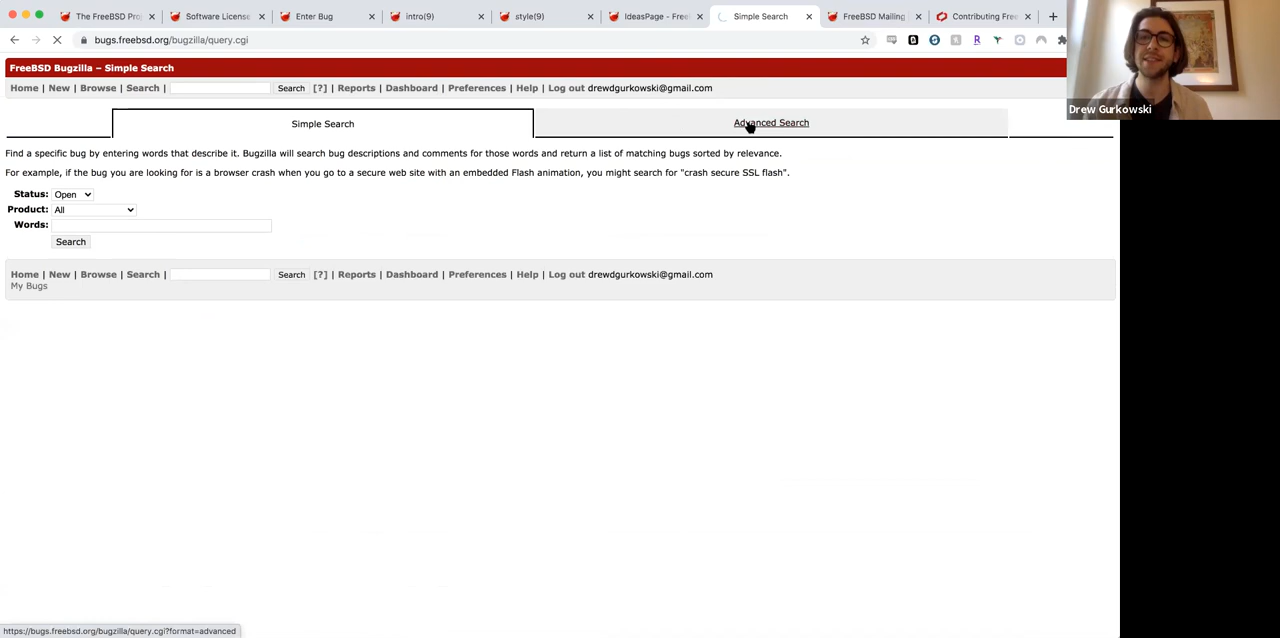 The FreeBSD Proj
Software License
Enter Bug
intro(9)
style(9)
IdeasPage - Free
Simple Search
FreeBSD Mailing
Contributing Free
bugs.freebsd.org/bugzilla/query.cgi
Drew Gurkowski
FreeBSD Bugzilla – Simple Search
Home | New | Browse | Search | Search [?] | Reports | Dashboard | Preferences | Help | Log out drewdgurkowski@gmail.com
Simple Search
Advanced Search
Find a specific bug by entering words that describe it. Bugzilla will search bug descriptions and comments for those words and return a list of matching bugs sorted by relevance.
For example, if the bug you are looking for is a browser crash when you go to a secure web site with an embedded Flash animation, you might search for "crash secure SSL flash".
Status: Open
Product: All
Words:
Search
Home | New | Browse | Search | Search [?] | Reports | Dashboard | Preferences | Help | Log out drewdgurkowski@gmail.com
My Bugs
https://bugs.freebsd.org/bugzilla/query.cgi?format=advanced